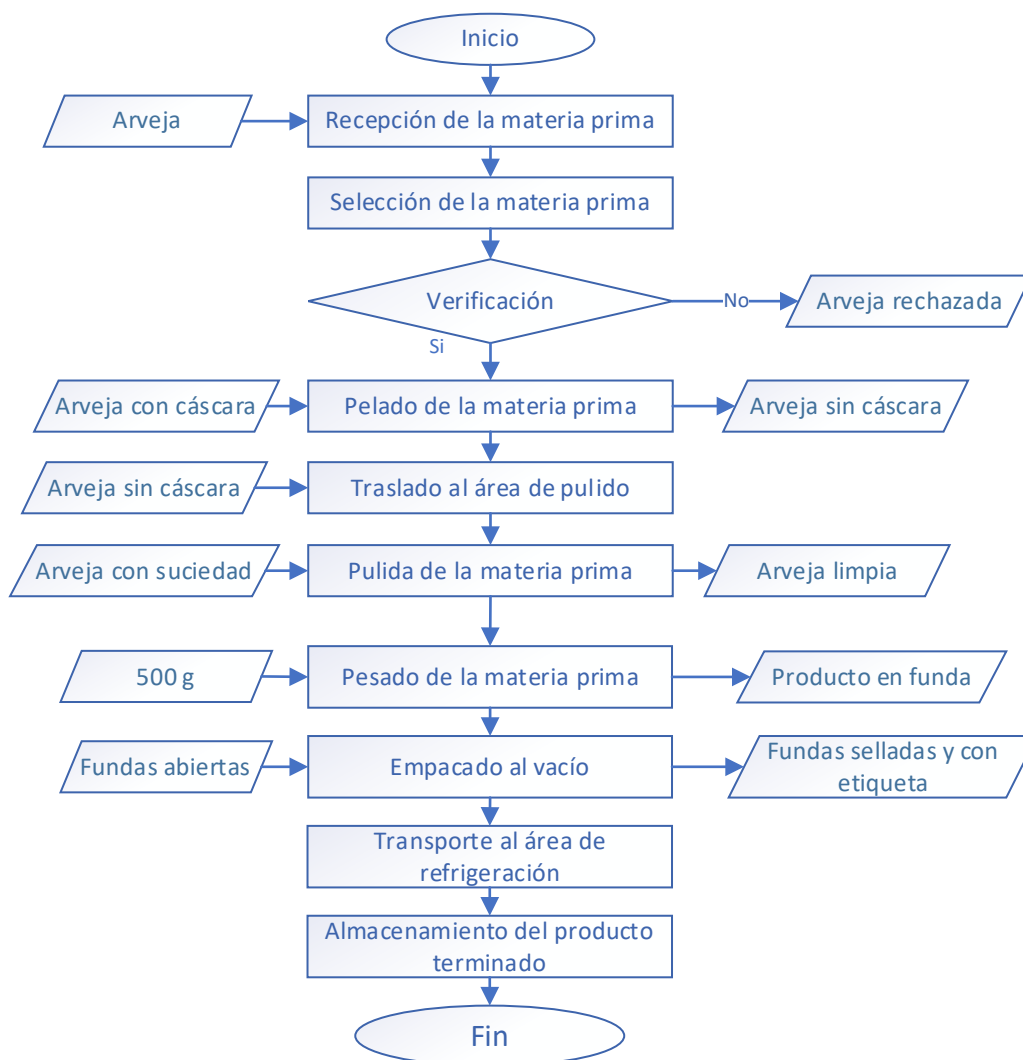 Inicio
Arveja
Recepción de la materia prima
Selección de la materia prima
Verificación
No
Arveja rechazada
Si
Arveja con cáscara
Pelado de la materia prima
Arveja sin cáscara
Arveja sin cáscara
Traslado al área de pulido
Arveja con suciedad
Pulida de la materia prima
Arveja limpia
500 g
Pesado de la materia prima
Producto en funda
Fundas abiertas
Empacado al vacío
Fundas selladas y con
etiqueta
Transporte al área de
refrigeración
Almacenamiento del producto
terminado
Fin